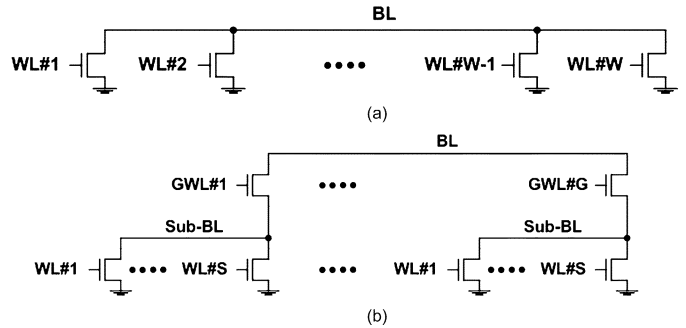 BL
WL#1 WL#2 WL#W-1 WL#W
(a)
BL
GWL#1 GWL#G
Sub-BL Sub-BL
WL#1 WL#S WL#1 WL#S
(b)